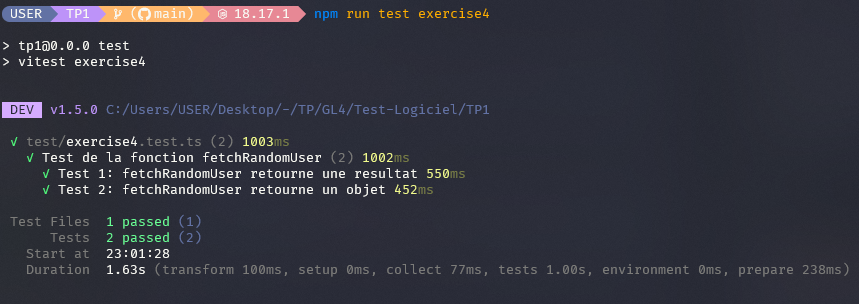 USER TP1 (main) 18.17.1 npm run test exercise4
> tp1@0.0.0 test
> vitest exercise4
DEV v1.5.0 C:/Users/USER/Desktop/-/TP/GL4/Test-Logiciel/TP1
✓ test/exercise4.test.ts (2) 1003ms
✓ Test de la fonction fetchRandomUser (2) 1002ms
✓ Test 1: fetchRandomUser retourne une resultat 550ms
✓ Test 2: fetchRandomUser retourne un objet 452ms
Test Files 1 passed (1)
Tests 2 passed (2)
Start at 23:01:28
Duration 1.63s (transform 100ms, setup 0ms, collect 77ms, tests 1.00s, environment 0ms, prepare 238ms)